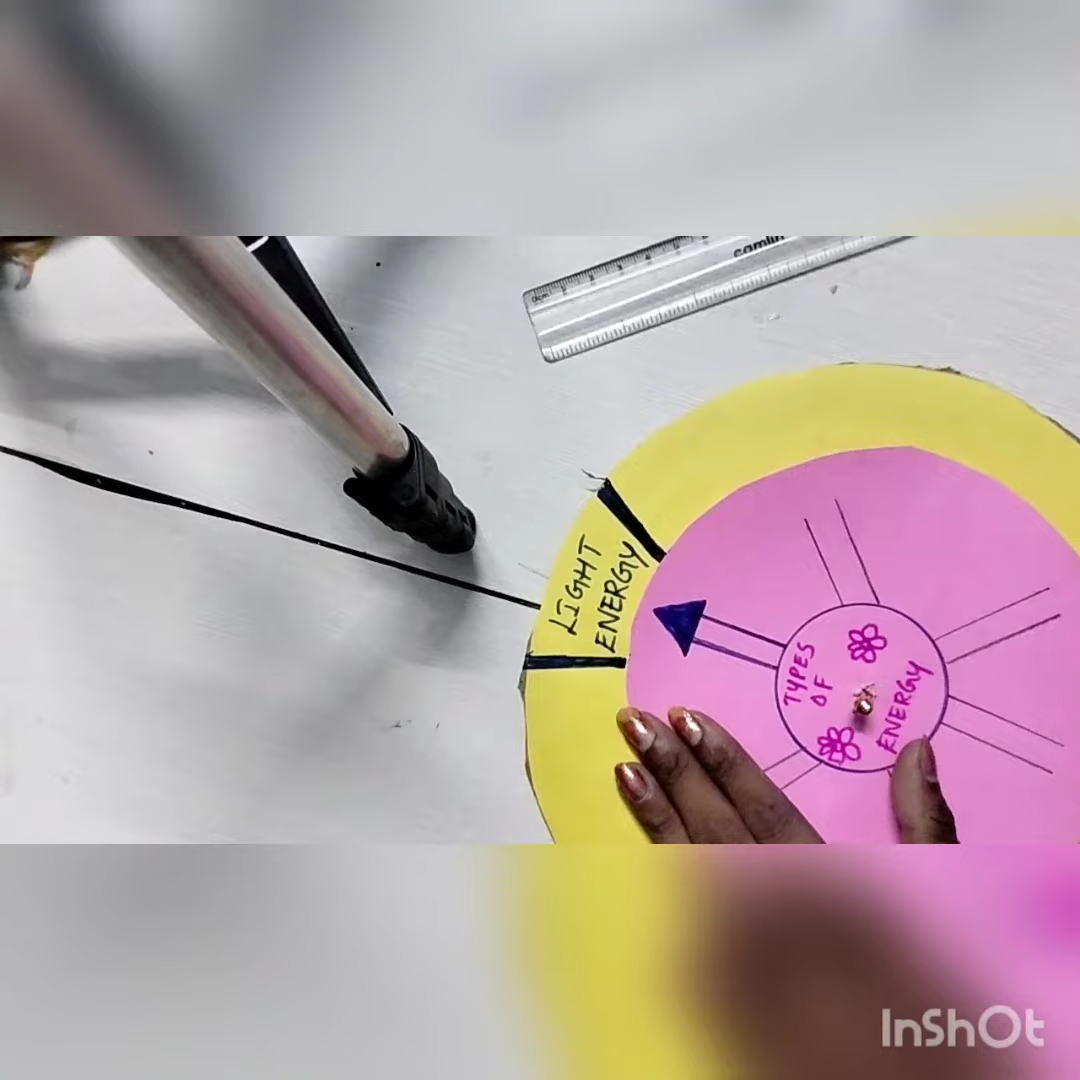 camlin
LIGHT
ENERGY
TYPES
OF
ENERGY
InShOt